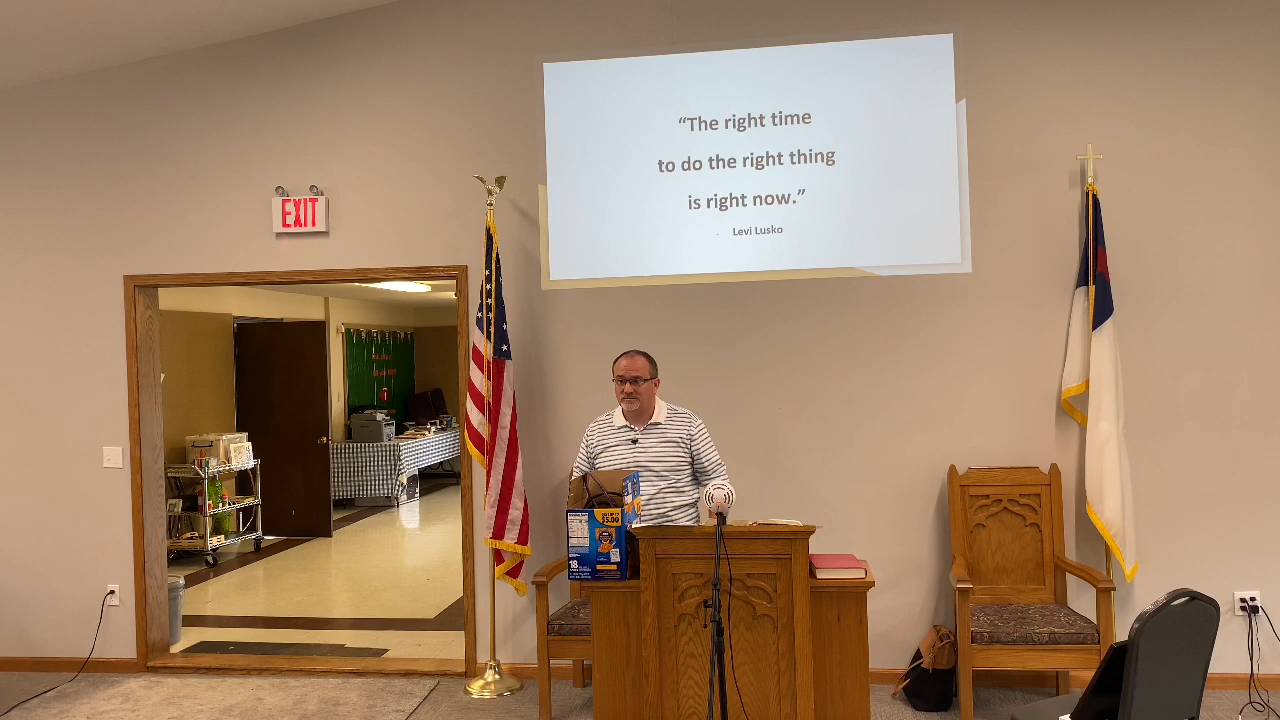 “The right time
to do the right thing
is right now.”
Levi Lusko
EXIT
$5.00
18